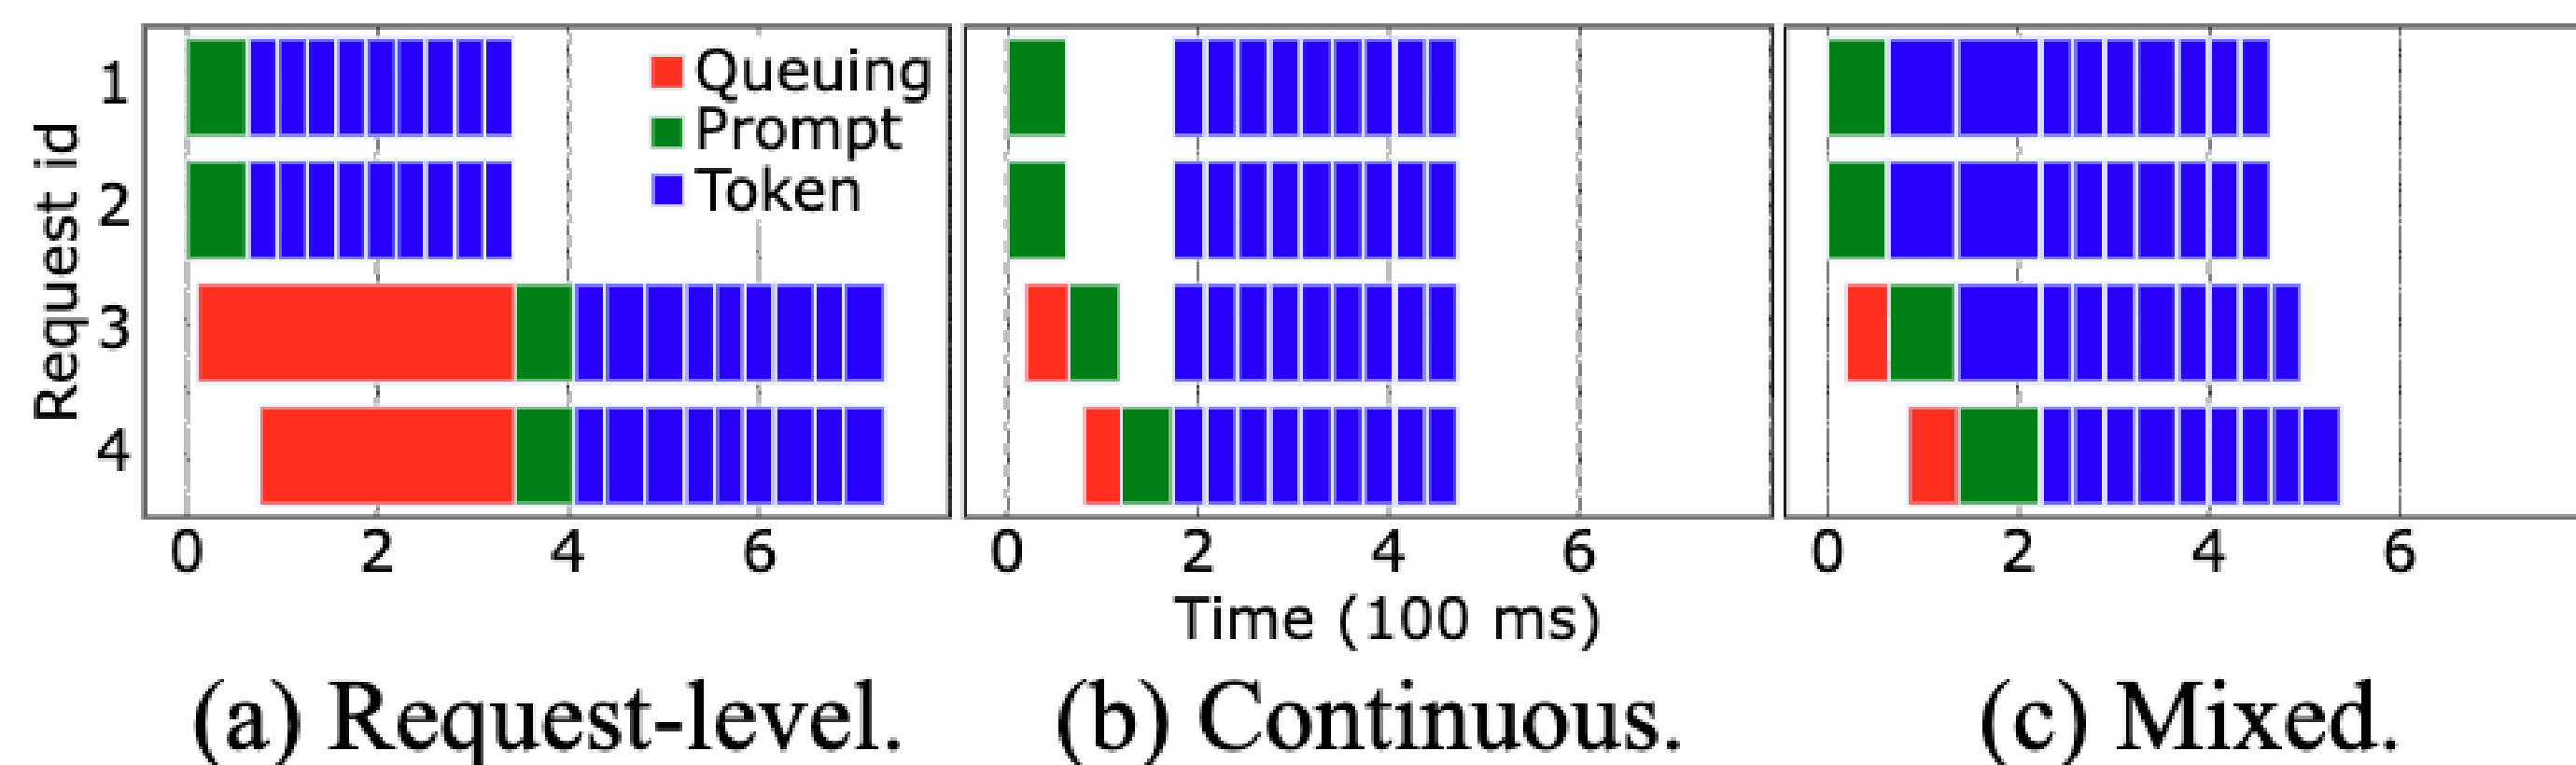 Request id
1
2
3
4
Queuing
Prompt
Token
0 2 4 6
0 2 4 6
0 2 4 6
Time (100 ms)
(a) Request-level.
(b) Continuous.
(c) Mixed.